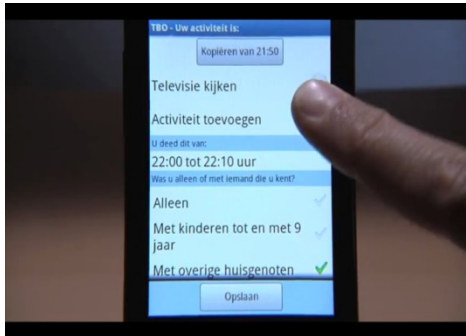 TBO - Uw activiteit is:
Kopiëren van 21:50
Televisie kijken
Activiteit toevoegen
U deed dit van:
22:00 tot 22:10 uur
Was u alleen of met iemand die u kent?
Alleen
Met kinderen tot en met 9
jaar
Met overige huisgenoten
Opslaan